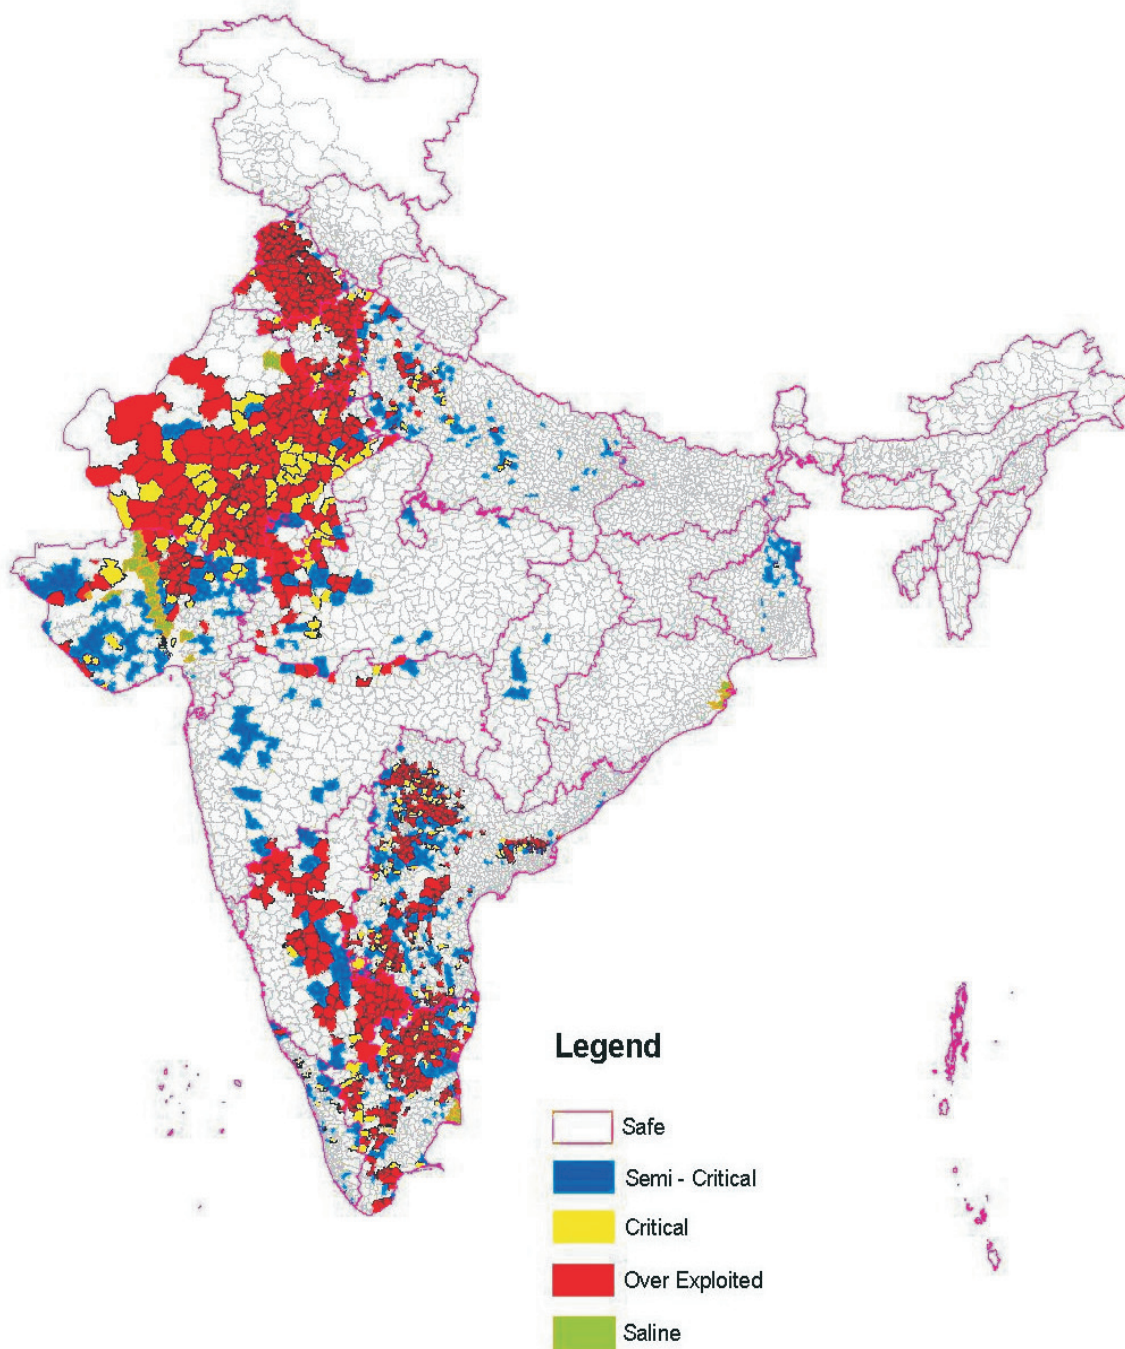 Legend
Safe
Semi - Critical
Critical
Over Exploited
Saline